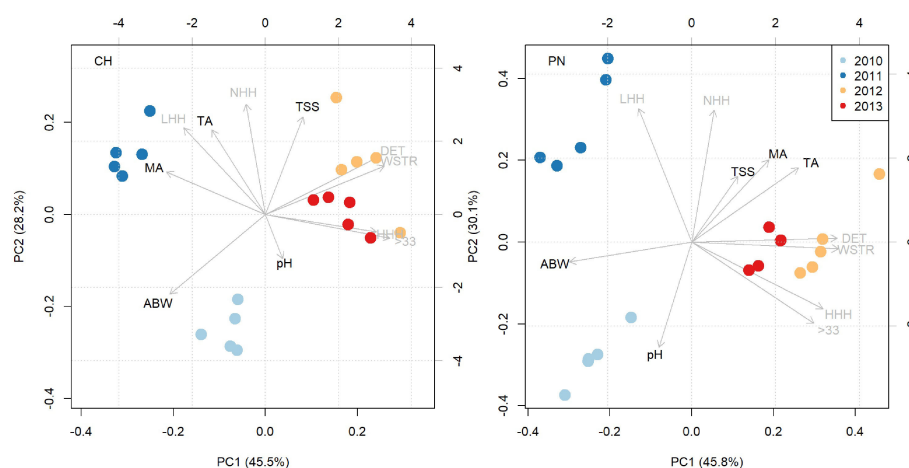 -4 -2 0 2 4
-2 0 2 4
CH
NHH
LHH
TA
TSS
DET
WSTR
MA
HHH
>33
pH
ABW
0.2
0.0
-0.2
-0.4
4
2
0
-2
-4
PC2 (28.2%)
-0.4 -0.2 0.0 0.2 0.4
PC1 (45.5%)
PN
2010
2011
2012
2013
LHH
NHH
MA
TA
TSS
DET
WSTR
ABW
HHH
>33
pH
0.4
0.2
0.0
-0.2
-0.4
PC2 (30.1%)
-0.4 -0.2 0.0 0.2 0.4
PC1 (45.8%)